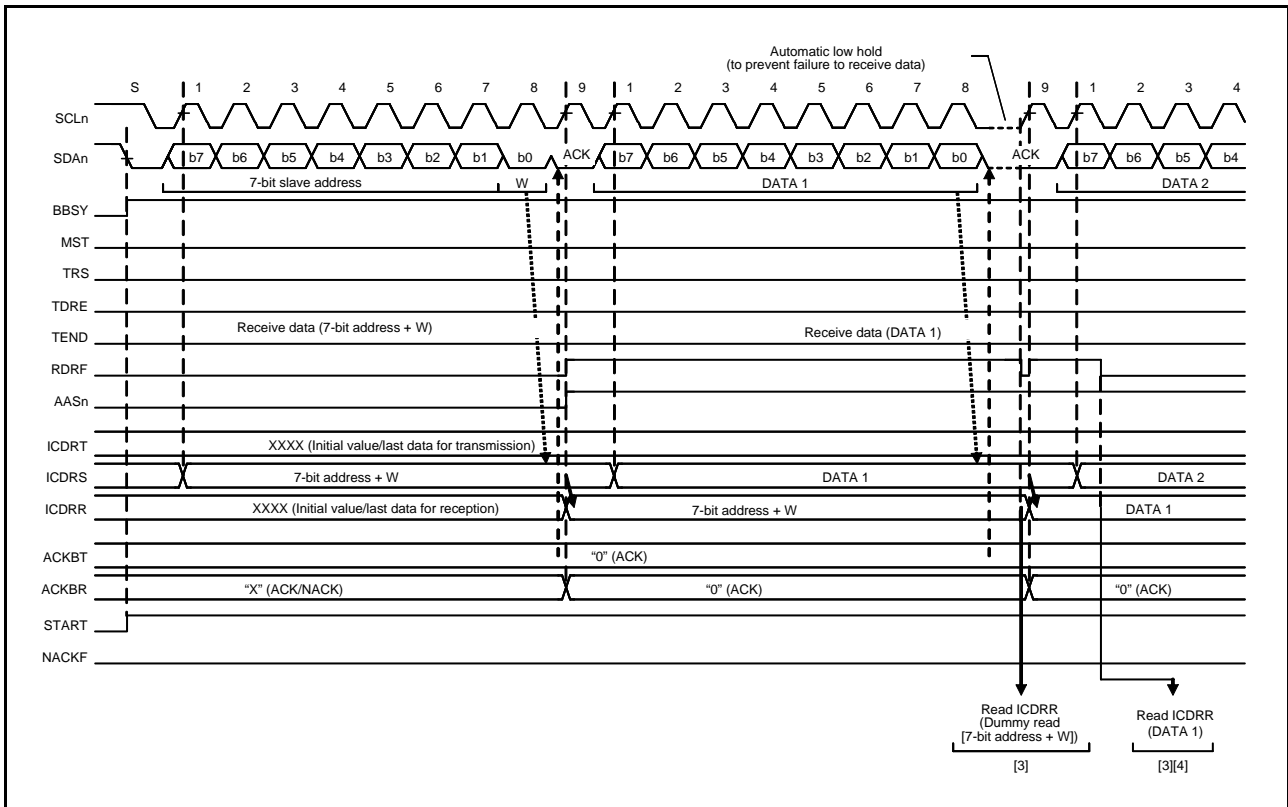 Automatic low hold
(to prevent failure to receive data)
S 1 2 3 4 5 6 7 8 9 1 2 3 4 5 6 7 8 9 1 2 3 4
SCLn
SDAn b7 b6 b5 b4 b3 b2 b1 b0 ACK b7 b6 b5 b4 b3 b2 b1 b0 ACK b7 b6 b5 b4
7-bit slave address W DATA 1 DATA 2
BBSY
MST
TRS
TDRE
Receive data (7-bit address + W) Receive data (DATA 1)
TEND
RDRF
AASn
ICDRT XXXX (Initial value/last data for transmission)
ICDRS 7-bit address + W DATA 1 DATA 2
ICDRR XXXX (Initial value/last data for reception) 7-bit address + W DATA 1
ACKBT “0” (ACK)
ACKBR “X” (ACK/NACK) “0” (ACK) “0” (ACK)
START
NACKF
Read ICDRR
(Dummy read
[7-bit address + W])
[3]
Read ICDRR
(DATA 1)
[3][4]